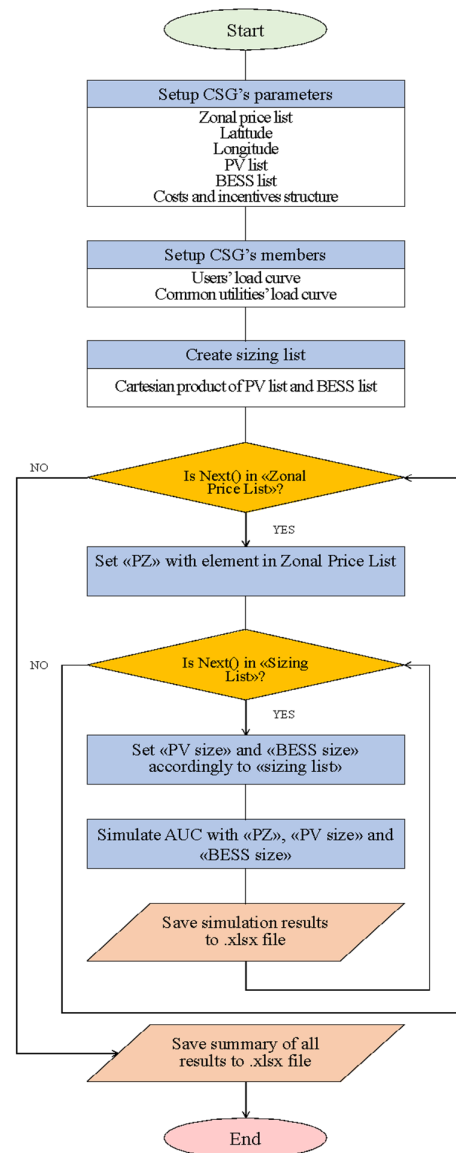 Start
Setup CSG's parameters
Zonal price list
Latitude
Longitude
PV list
BESS list
Costs and incentives structure
Setup CSG's members
Users' load curve
Common utilities' load curve
Create sizing list
Cartesian product of PV list and BESS list
NO
Is Next() in «Zonal
Price List»?
YES
Set «PZ» with element in Zonal Price List
NO
Is Next() in «Sizing
List»?
YES
Set «PV size» and «BESS size»
accordingly to «sizing list»
Simulate AUC with «PZ», «PV size» and
«BESS size»
Save simulation results
to .xlsx file
Save summary of all
results to .xlsx file
End